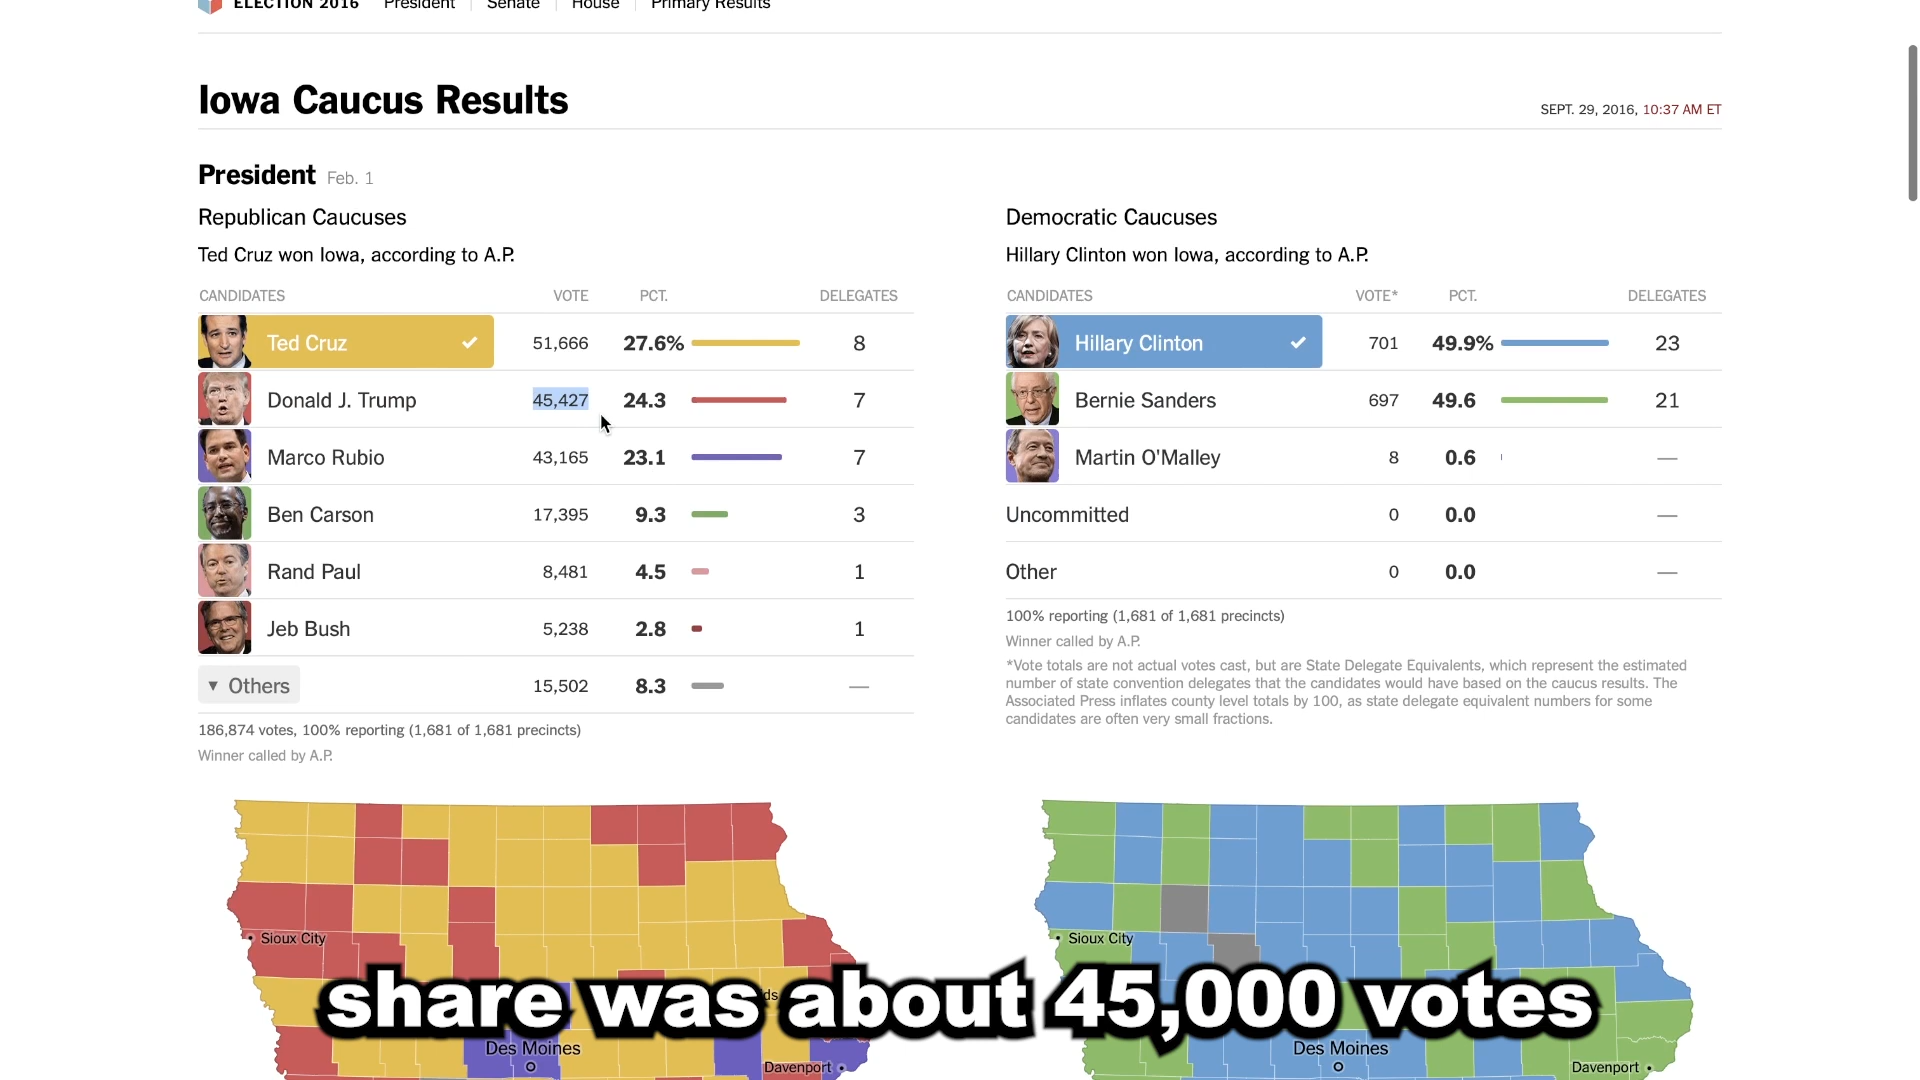 ELECTION 2016 President Senate House Primary Results
Iowa Caucus Results
SEPT. 29, 2016, 10:37 AM ET
President Feb. 1
Republican Caucuses
Ted Cruz won Iowa, according to A.P.
CANDIDATES VOTE PCT. DELEGATES
Ted Cruz 51,666 27.6% 8
Donald J. Trump 45,427 24.3 7
Marco Rubio 43,165 23.1 7
Ben Carson 17,395 9.3 3
Rand Paul 8,481 4.5 1
Jeb Bush 5,238 2.8 1
Others 15,502 8.3 —
186,874 votes, 100% reporting (1,681 of 1,681 precincts)
Winner called by A.P.
Democratic Caucuses
Hillary Clinton won Iowa, according to A.P.
CANDIDATES VOTE* PCT. DELEGATES
Hillary Clinton 701 49.9% 23
Bernie Sanders 697 49.6 21
Martin O'Malley 8 0.6 —
Uncommitted 0 0.0 —
Other 0 0.0 —
100% reporting (1,681 of 1,681 precincts)
Winner called by A.P.
*Vote totals are not actual votes cast, but are State Delegate Equivalents, which represent the estimated
number of state convention delegates that the candidates would have based on the caucus results. The
Associated Press inflates county level totals by 100, as state delegate equivalent numbers for some
candidates are often very small fractions.
Sioux City
Des Moines
Davenport
Sioux City
Des Moines
Davenport
share was about 45,000 votes